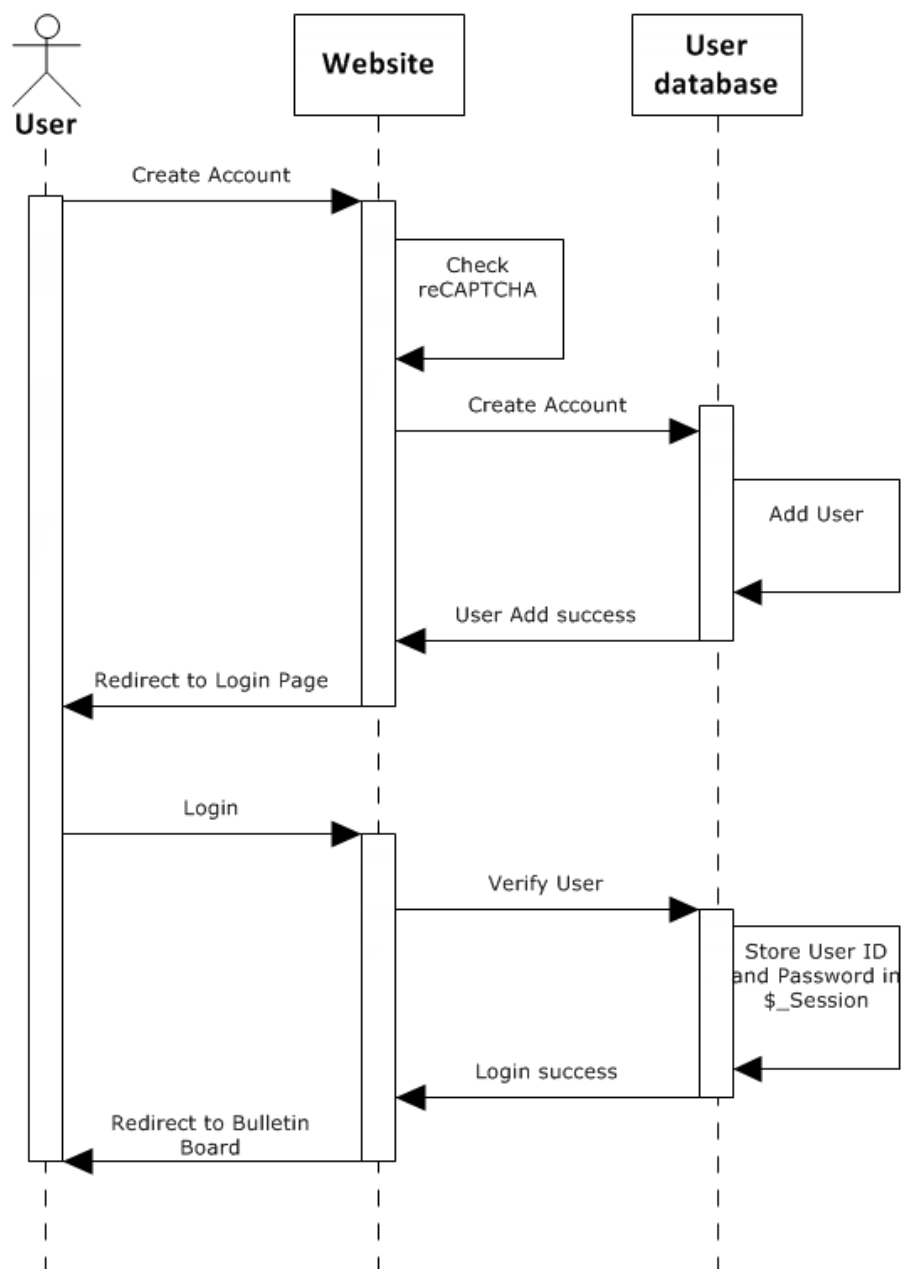 User
Website
User
database
Create Account
Check
reCAPTCHA
Create Account
Add User
User Add success
Redirect to Login Page
Login
Verify User
Store User ID
and Password in
$_Session
Login success
Redirect to Bulletin
Board